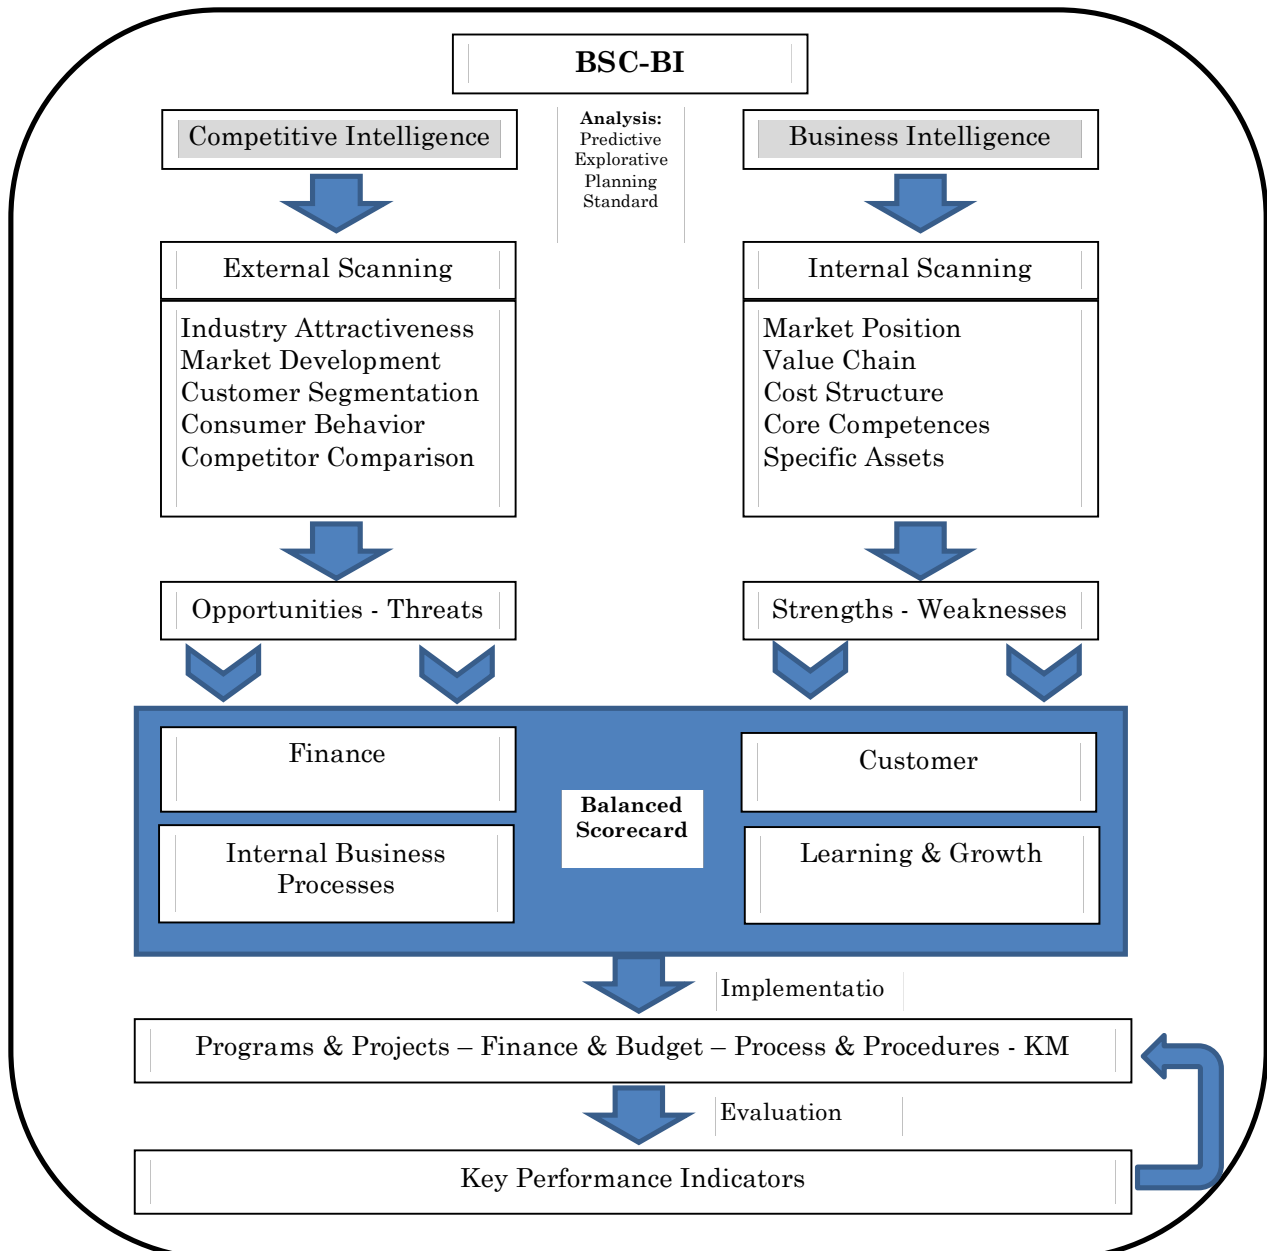 BSC-BI
Competitive Intelligence
Analysis:
Predictive
Explorative
Planning
Standard
Business Intelligence
External Scanning
Industry Attractiveness
Market Development
Customer Segmentation
Consumer Behavior
Competitor Comparison
Internal Scanning
Market Position
Value Chain
Cost Structure
Core Competences
Specific Assets
Opportunities - Threats
Strengths - Weaknesses
Finance
Customer
Balanced
Scorecard
Internal Business
Processes
Learning & Growth
Implementatio
Programs & Projects – Finance & Budget – Process & Procedures - KM
Evaluation
Key Performance Indicators